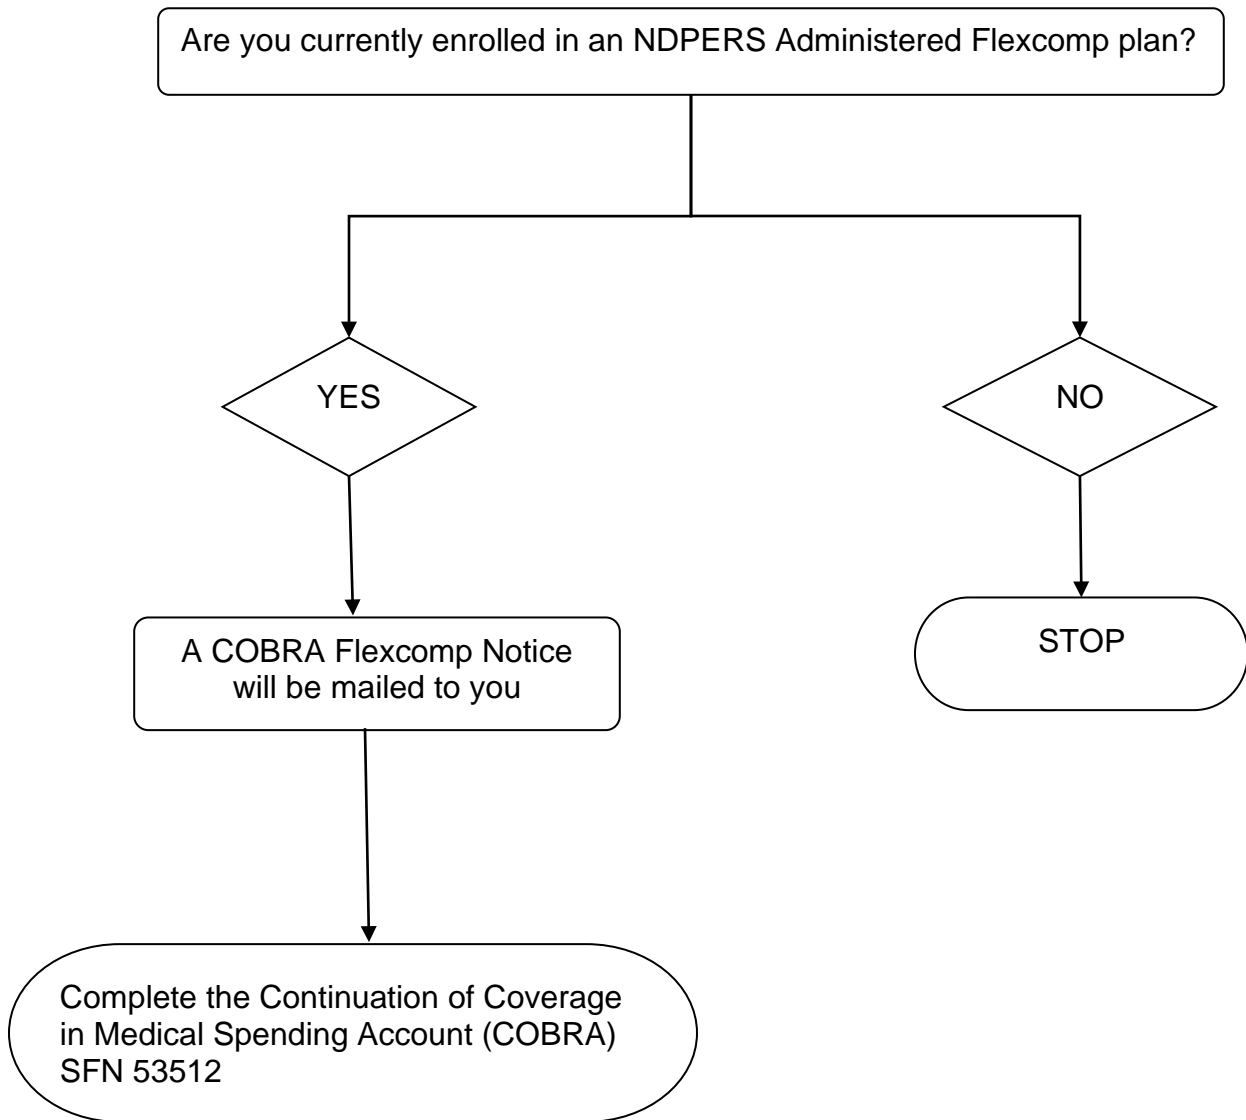 Are you currently enrolled in an NDPERS Administered Flexcomp plan?
YES
NO
A COBRA Flexcomp Notice
will be mailed to you
STOP
Complete the Continuation of Coverage
in Medical Spending Account (COBRA)
SFN 53512